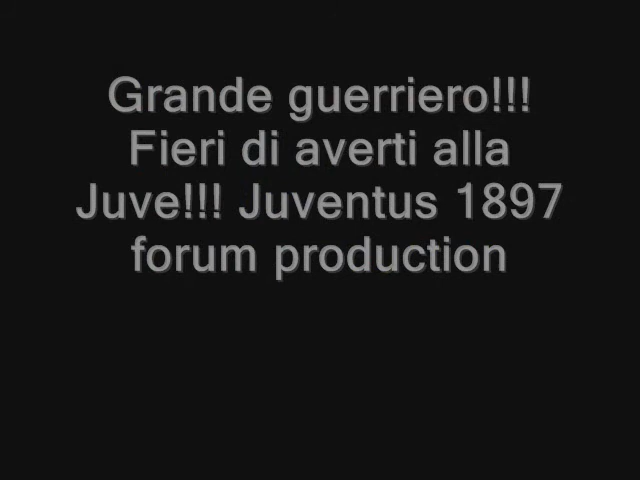 Grande guerriero!!!
Fieri di averti alla
Juve!!! Juventus 1897
forum production